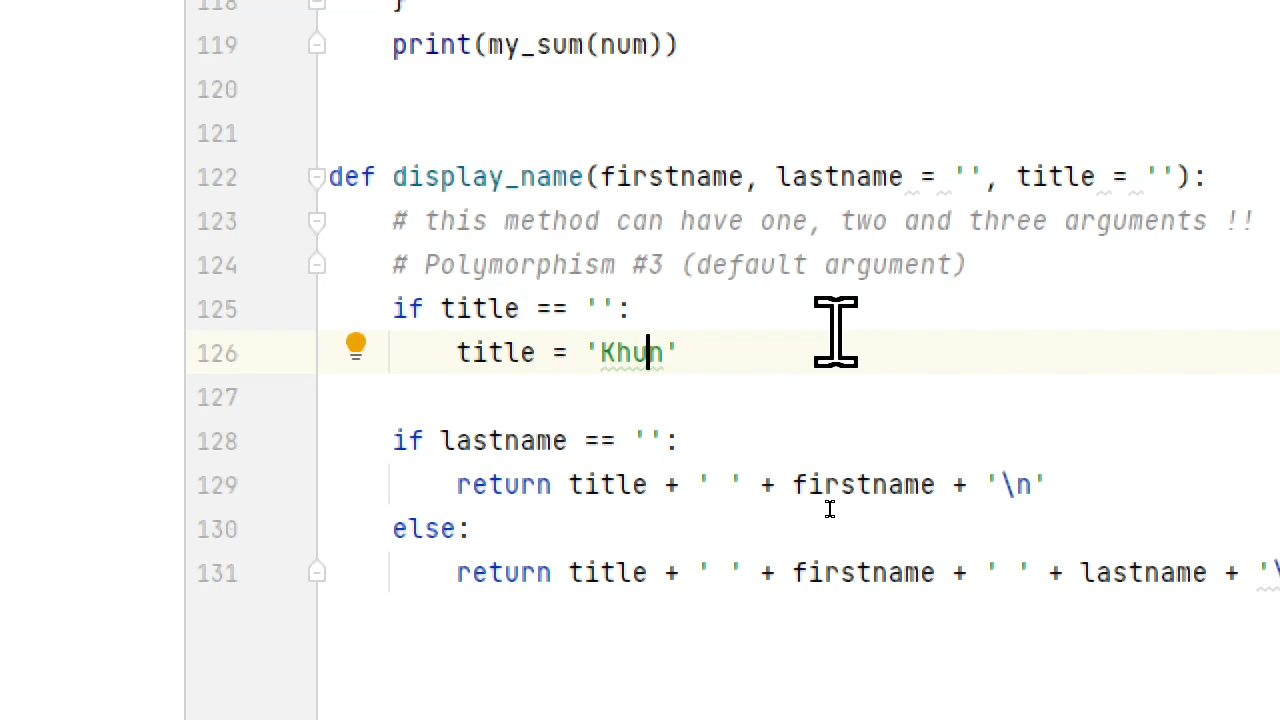 118 }
119 print(my_sum(num))
120
121
122 def display_name(firstname, lastname = '', title = ''):
123 # this method can have one, two and three arguments !!
124 # Polymorphism #3 (default argument)
125 if title == '':
126 title = 'Khun'
127
128 if lastname == '':
129 return title + ' ' + firstname + '\n'
130 else:
131 return title + ' ' + firstname + ' ' + lastname + '\